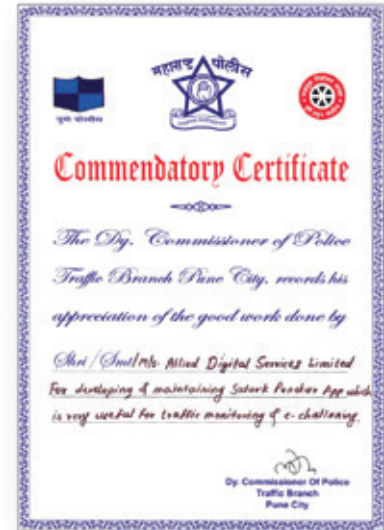 महाराष्ट्र पोलीस
पुणे पोलीस
Commendatory Certificate
The Dy. Commissioner of Police
Traffic Branch Pune City, records his
appreciation of the good work done by
Shri/Smt/M/s. Allied Digital Services Limited
For developing & maintaining Satark Punekar App which
is very useful for traffic monitoring & e-challaning.
Dy. Commissioner Of Police
Traffic Branch
Pune City